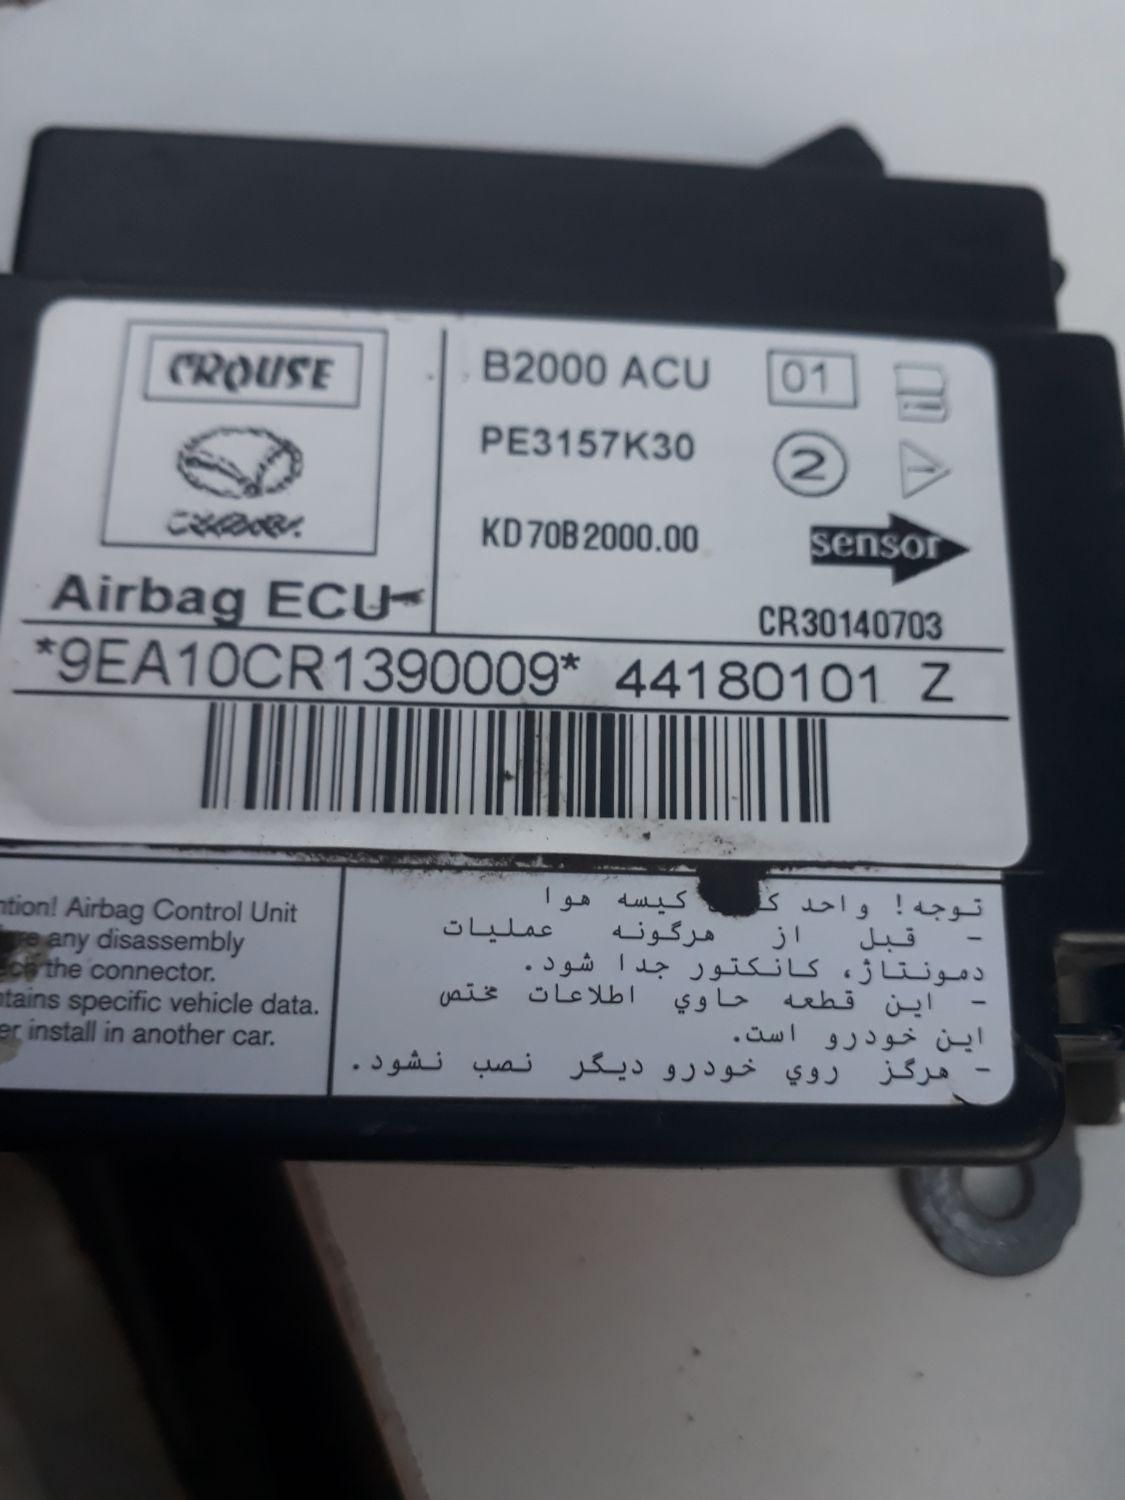 CROUSE
B2000 ACU 01
PE3157K30 2
KD70B2000.00
sensor
CR30140703
Airbag ECU
*9EA10CR1390009* 44180101 Z
Airbag Control Unit
any disassembly
the connector.
specific vehicle data.
install in another car.
توجه! واحد کیسه هوا
- قبل از هرگونه عملیات
دمونتاژ، کانکتور جدا شود.
- این قطعه حاوي اطلاعات مختص
این خودرو است.
- هرگز روي خودرو دیگر نصب نشود.